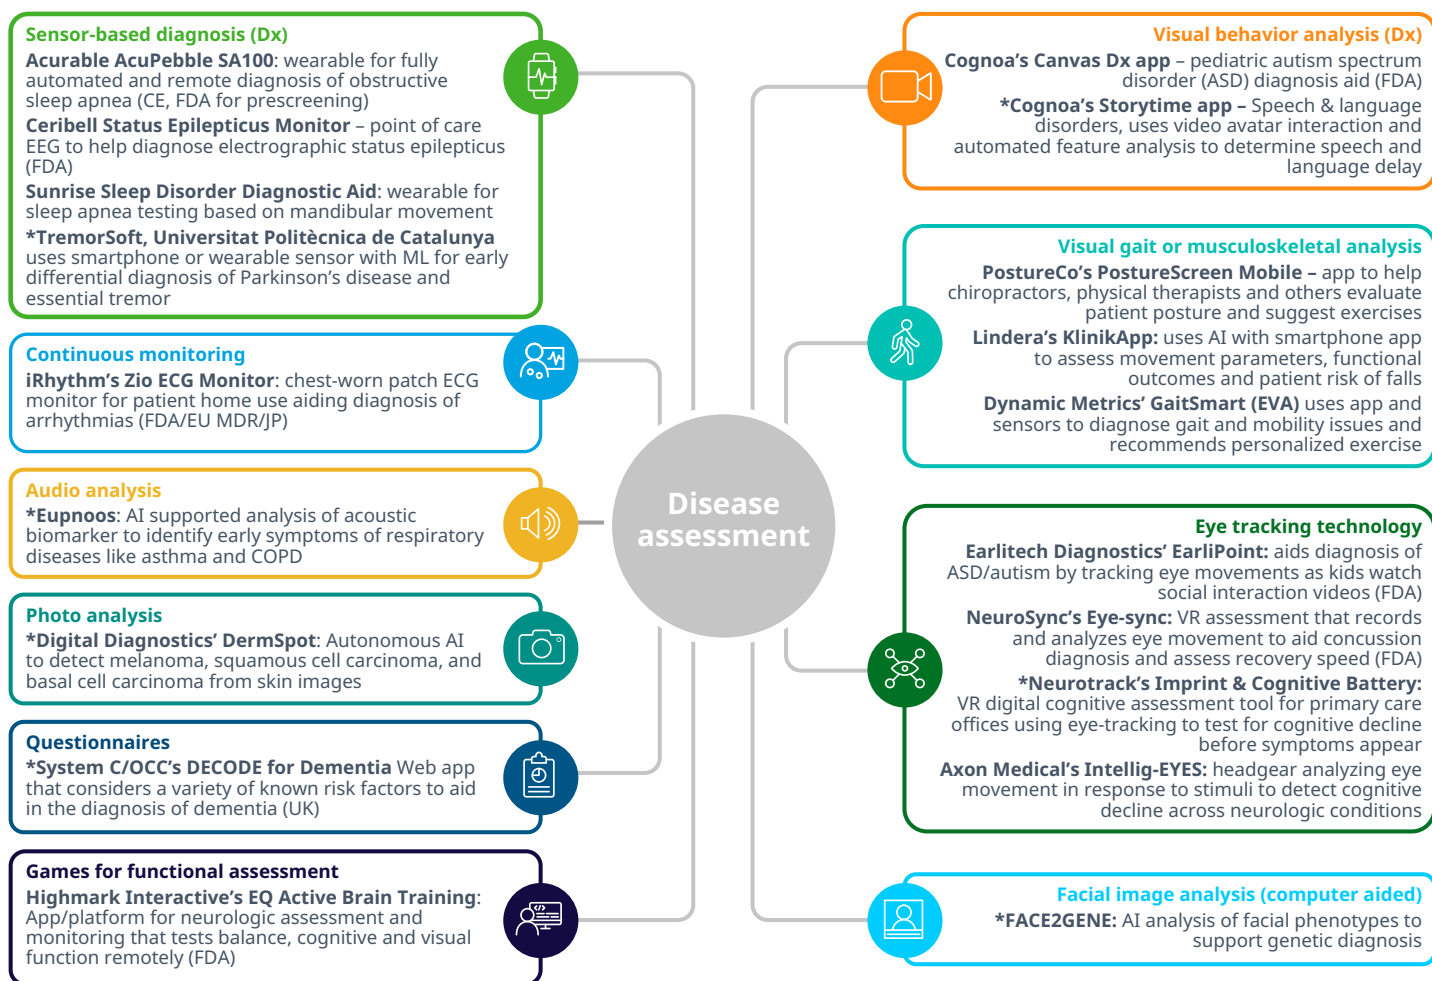 Sensor-based diagnosis (Dx)
Acurable AcuPebble SA100: wearable for fully
automated and remote diagnosis of obstructive
sleep apnea (CE, FDA for prescreening)
Ceribell Status Epilepticus Monitor – point of care
EEG to help diagnose electrographic status epilepticus
(FDA)
Sunrise Sleep Disorder Diagnostic Aid: wearable for
sleep apnea testing based on mandibular movement
*TremorSoft, Universitat Politècnica de Catalunya
uses smartphone or wearable sensor with ML for early
differential diagnosis of Parkinson’s disease and
essential tremor
Continuous monitoring
iRhythm’s Zio ECG Monitor: chest-worn patch ECG
monitor for patient home use aiding diagnosis of
arrhythmias (FDA/EU MDR/JP)
Audio analysis
*Eupnoos: AI supported analysis of acoustic
biomarker to identify early symptoms of respiratory
diseases like asthma and COPD
Photo analysis
*Digital Diagnostics’ DermSpot: Autonomous AI
to detect melanoma, squamous cell carcinoma, and
basal cell carcinoma from skin images
Questionnaires
*System C/OCC’s DECODE for Dementia Web app
that considers a variety of known risk factors to aid
in the diagnosis of dementia (UK)
Games for functional assessment
Highmark Interactive’s EQ Active Brain Training:
App/platform for neurologic assessment and
monitoring that tests balance, cognitive and visual
function remotely (FDA)
Disease
assessment
Visual behavior analysis (Dx)
Cognoa’s Canvas Dx app – pediatric autism spectrum
disorder (ASD) diagnosis aid (FDA)
*Cognoa’s Storytime app – Speech & language
disorders, uses video avatar interaction and
automated feature analysis to determine speech and
language delay
Visual gait or musculoskeletal analysis
PostureCo’s PostureScreen Mobile – app to help
chiropractors, physical therapists and others evaluate
patient posture and suggest exercises
Lindera’s KlinikApp: uses AI with smartphone app
to assess movement parameters, functional
outcomes and patient risk of falls
Dynamic Metrics’ GaitSmart (EVA) uses app and
sensors to diagnose gait and mobility issues and
recommends personalized exercise
Eye tracking technology
Earlitech Diagnostics’ EarliPoint: aids diagnosis of
ASD/autism by tracking eye movements as kids watch
social interaction videos (FDA)
NeuroSync’s Eye-sync: VR assessment that records
and analyzes eye movement to aid concussion
diagnosis and assess recovery speed (FDA)
*Neurotrack’s Imprint & Cognitive Battery:
VR digital cognitive assessment tool for primary care
offices using eye-tracking to test for cognitive decline
before symptoms appear
Axon Medical’s Intellig-EYES: headgear analyzing eye
movement in response to stimuli to detect cognitive
decline across neurologic conditions
Facial image analysis (computer aided)
*FACE2GENE: AI analysis of facial phenotypes to
support genetic diagnosis